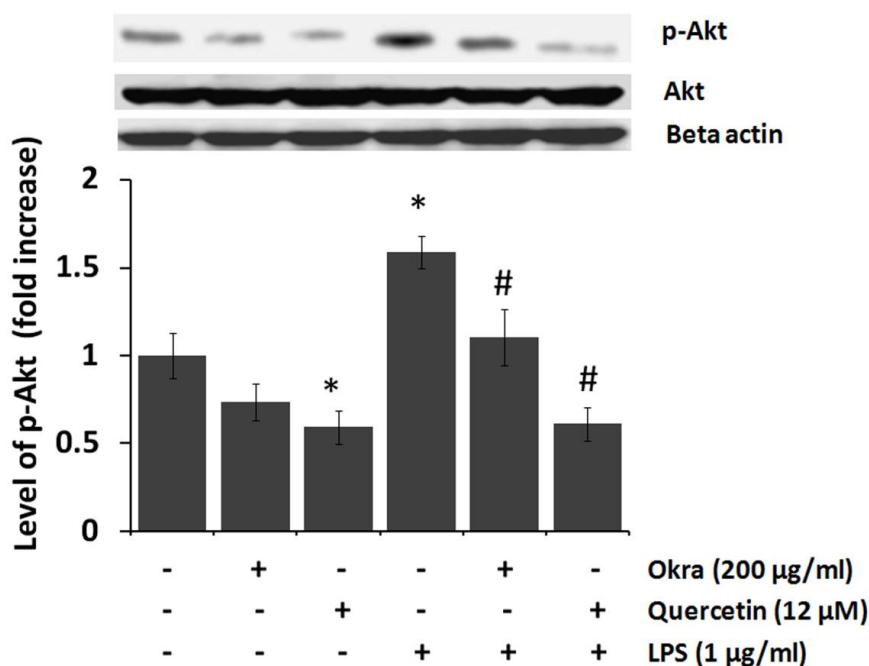 p-Akt
Akt
Beta actin
Level of p-Akt (fold increase)
2
1.5
1
0.5
0
*
*
#
#
- + - - + - Okra (200 µg/ml)
- - + - - + Quercetin (12 µM)
- - - + + + LPS (1 µg/ml)